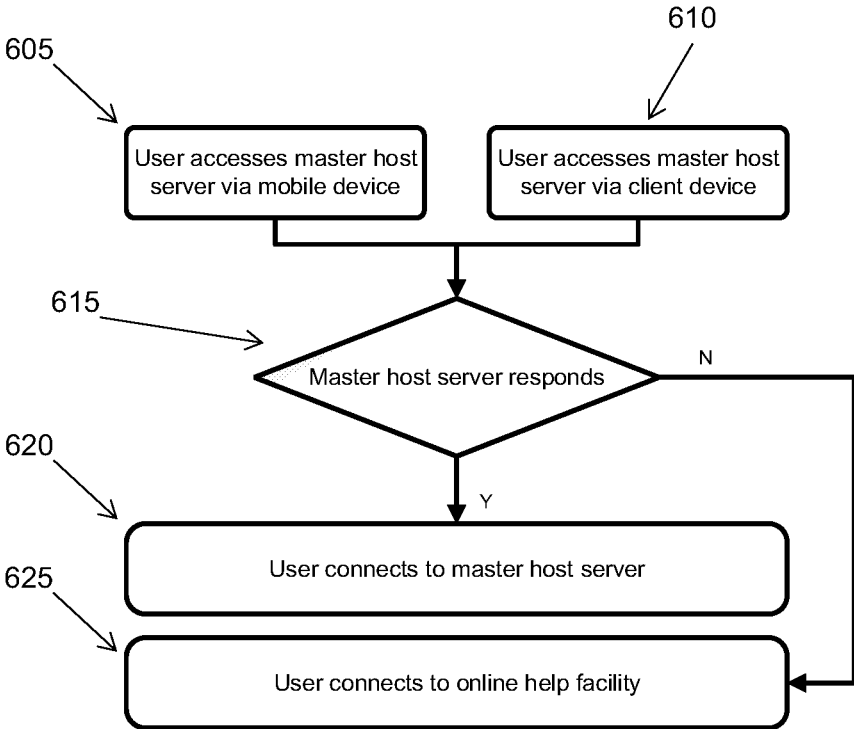 610
605
User accesses master host
server via mobile device
User accesses master host
server via client device
615
Master host server responds
N
620
Y
User connects to master host server
625
User connects to online help facility